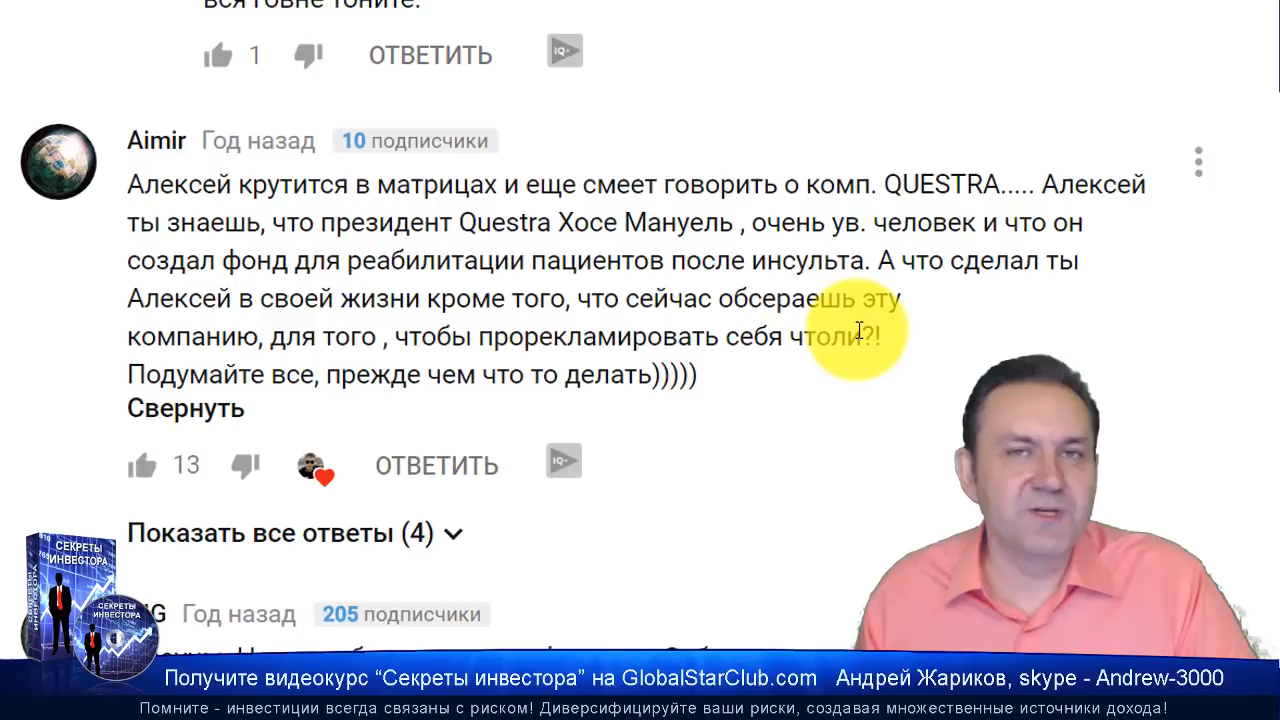 вся говне тоните.
1 ОТВЕТИТЬ IQ+
Aimir Год назад 10 подписчики
Алексей крутится в матрицах и еще смеет говорить о комп. QUESTRA..... Алексей
ты знаешь, что президент Questra Хосе Мануель , очень ув. человек и что он
создал фонд для реабилитации пациентов после инсульта. А что сделал ты
Алексей в своей жизни кроме того, что сейчас обсераешь эту
компанию, для того , чтобы прорекламировать себя чтоли?!
Подумайте все, прежде чем что то делать)))))
Свернуть
13 ОТВЕТИТЬ IQ+
Показать все ответы (4)
СЕКРЕТЫ
ИНВЕСТОРА
СЕКРЕТЫ
ИНВЕСТОРА
G Год назад 205 подписчики
Получите видеокурс “Секреты инвестора” на GlobalStarClub.com Андрей Жариков, skype - Andrew-3000
Помните - инвестиции всегда связаны с риском! Диверсифицируйте ваши риски, создавая множественные источники дохода!